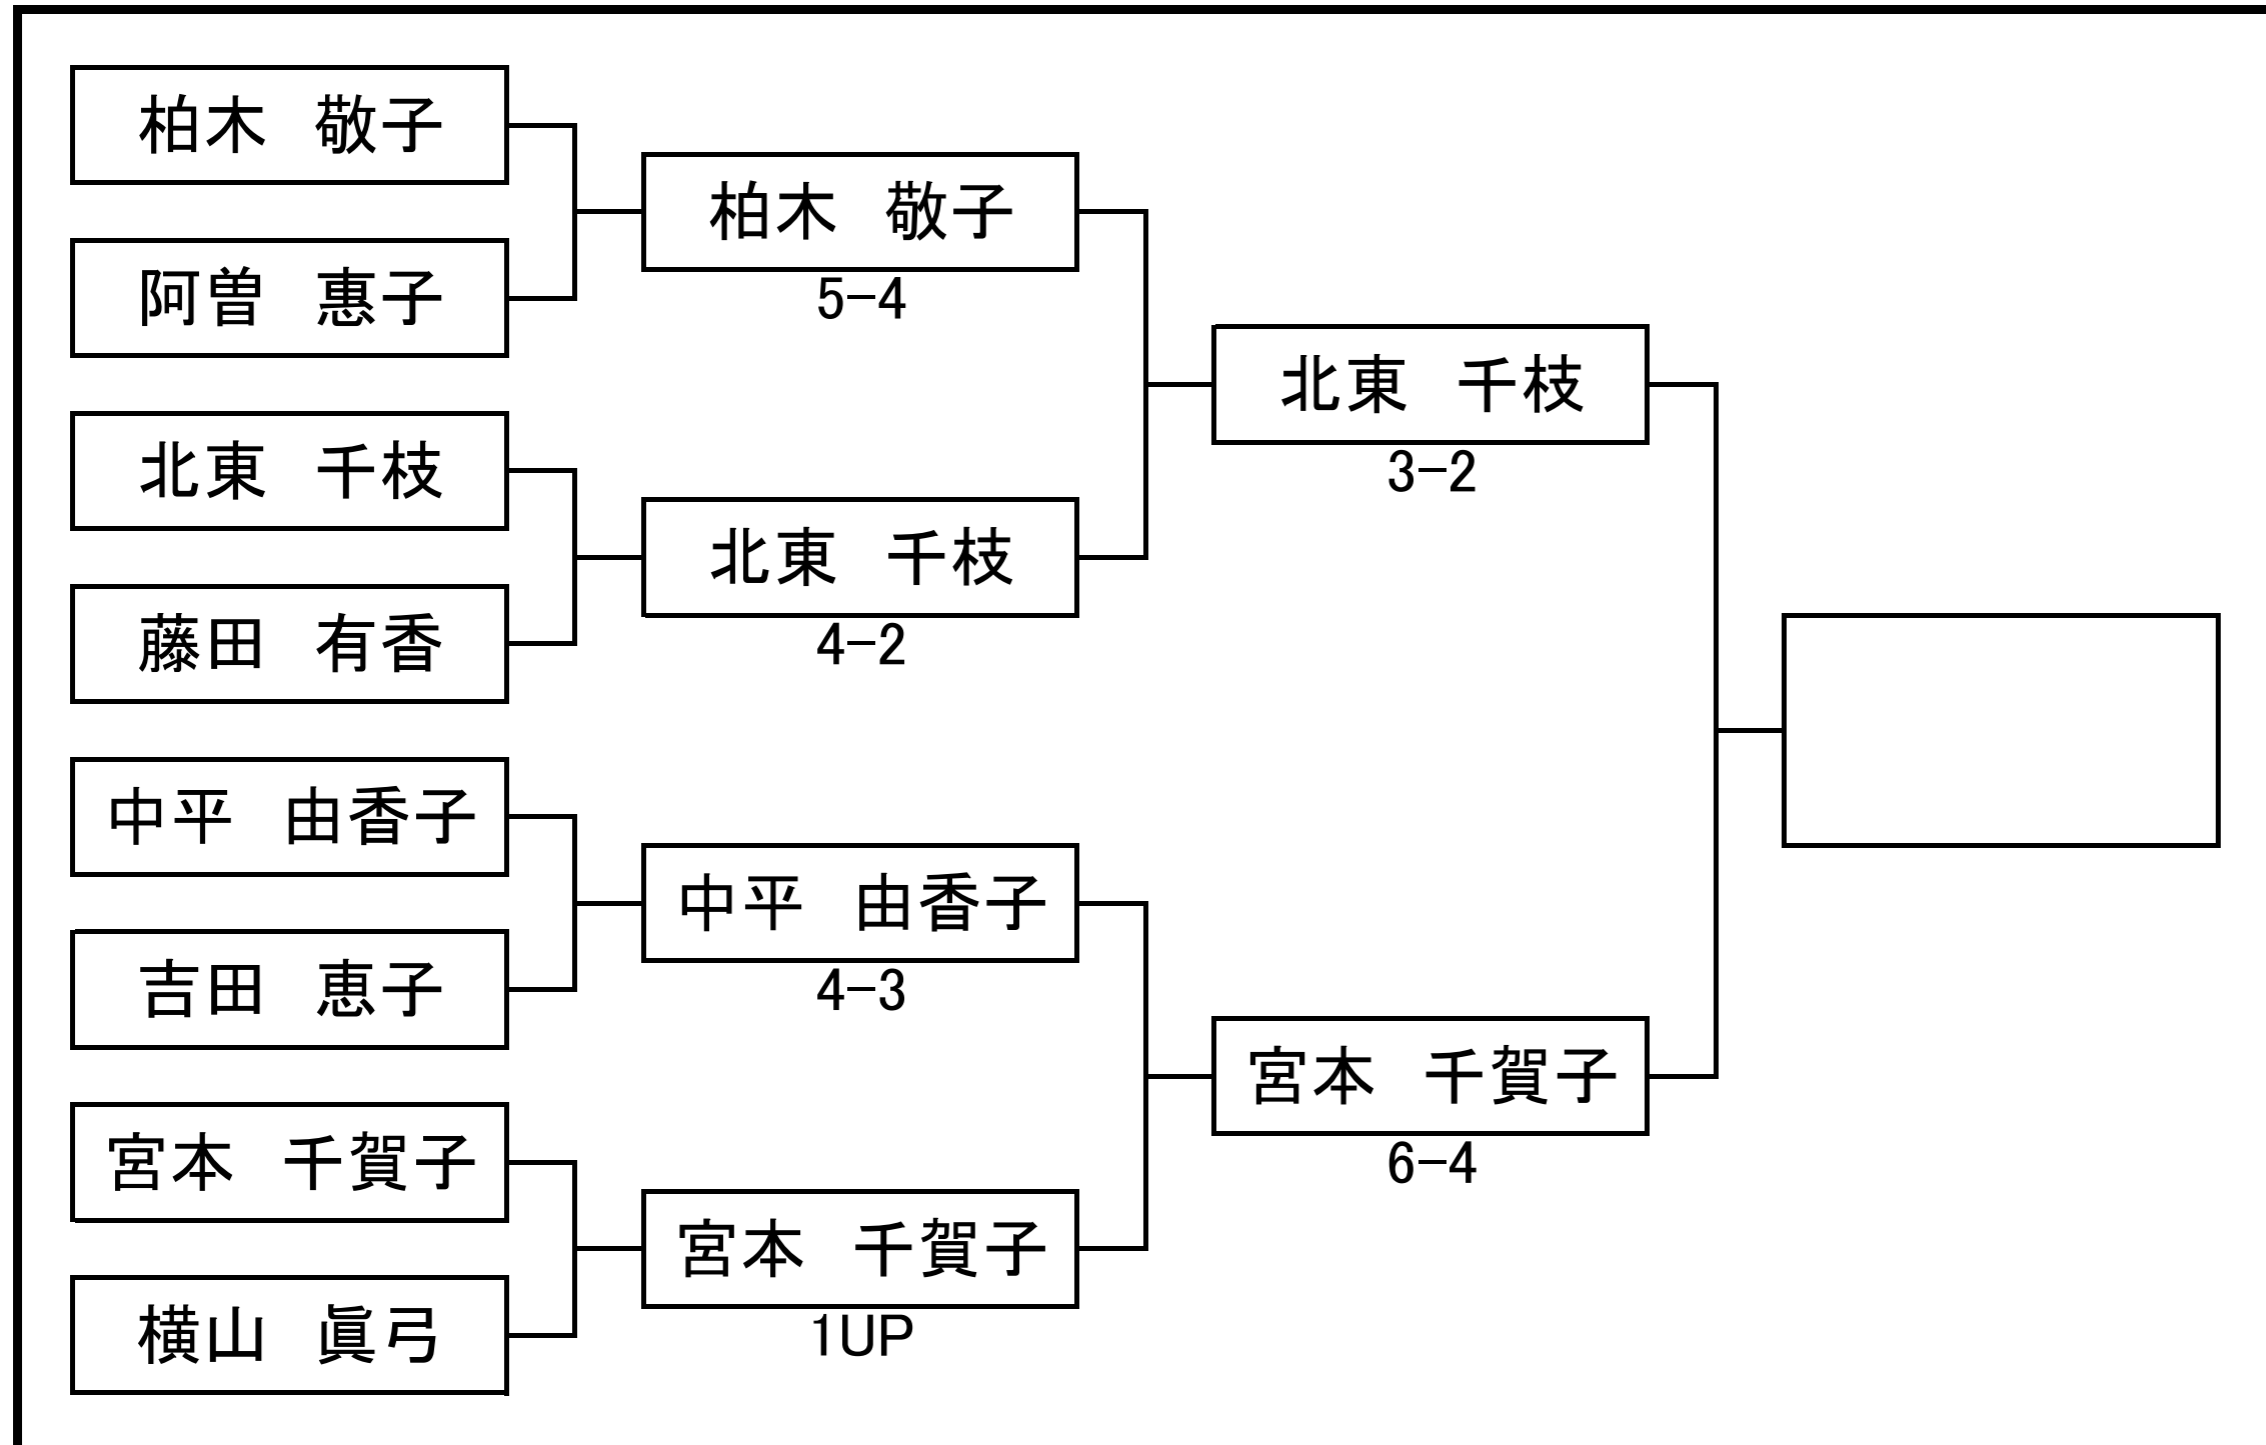 柏木　敬子
阿曽　惠子
北東　千枝
藤田　有香
中平　由香子
吉田　恵子
宮本　千賀子
横山　眞弓
柏木　敬子
5-4
北東　千枝
4-2
中平　由香子
4-3
宮本　千賀子
1UP
北東　千枝
3-2
宮本　千賀子
6-4